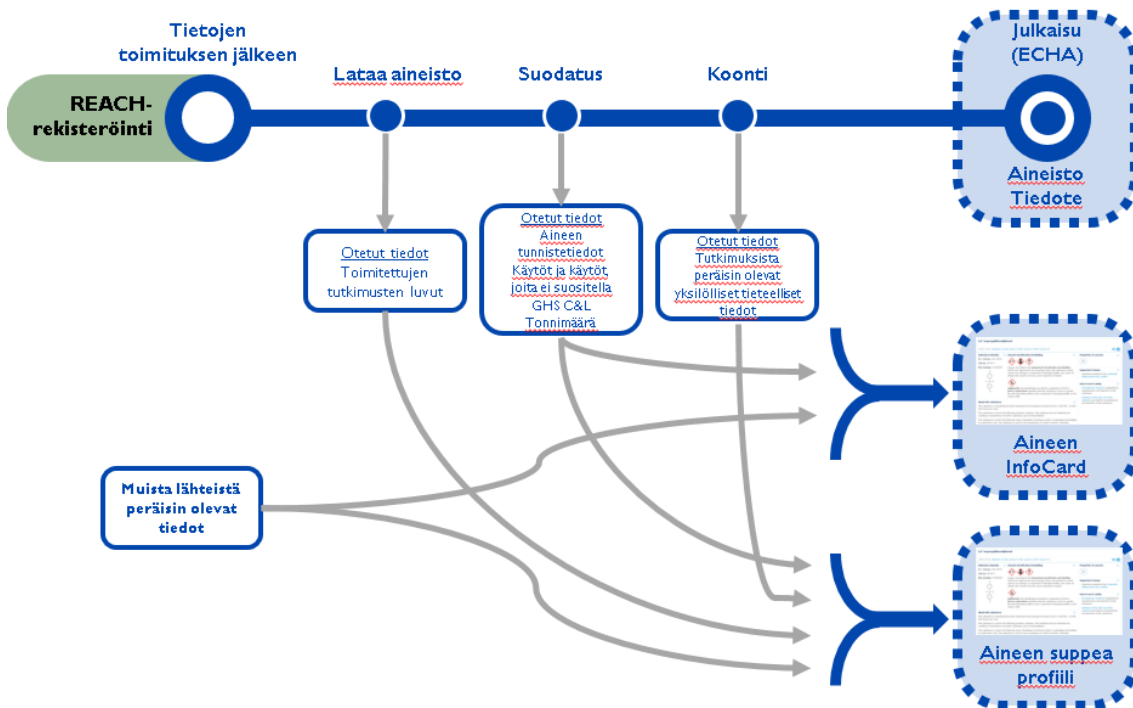 Tietojen
toimituksen jälkeen
Lataa aineisto
Suodatus
Koonti
Julkaisu
(ECHA)
REACH-
rekisteröinti
Aineisto
Tiedote
Otetut tiedot
Toimitettujen
tutkimusten luvut
Otetut tiedot
Aineen
tunnistetiedot
Käytöt ja käytöt,
joita ei suositella
GHS C&L
Tonnimäärä
Otetut tiedot
Tutkimuksista
peräisin olevat
yksilölliset tieteelliset
tiedot
Aineen
InfoCard
Muista lähteistä
peräisin olevat
tiedot
Aineen suppea
profiili